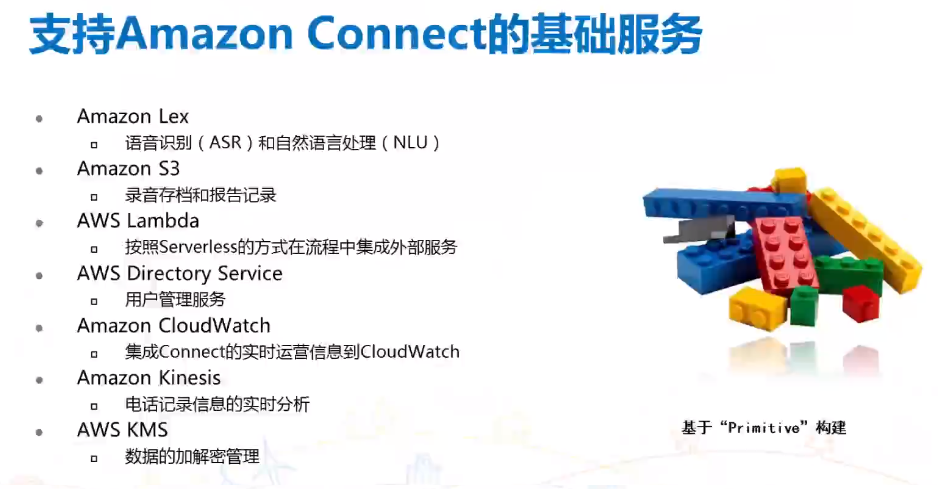 支持Amazon Connect的基础服务
Amazon Lex
语音识别（ASR）和自然语言处理（NLU）
Amazon S3
录音存档和报告记录
AWS Lambda
按照Serverless的方式在流程中集成外部服务
AWS Directory Service
用户管理服务
Amazon CloudWatch
集成Connect的实时运营信息到CloudWatch
Amazon Kinesis
电话记录信息的实时分析
AWS KMS
数据的加解密管理
基于“Primitive”构建